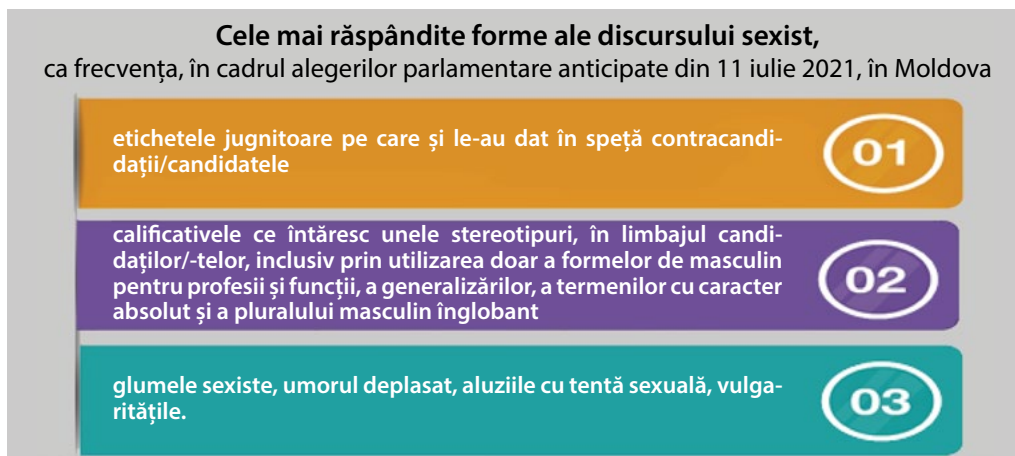 Cele mai răspândite forme ale discursului sexist,
ca frecvența, în cadrul alegerilor parlamentare anticipate din 11 iulie 2021, în Moldova
etichetele jugnitoare pe care și le-au dat în speță contracandi-
dații/candidatele
01
calificativele ce întăresc unele stereotipuri, în limbajul candi-
daților/-telor, inclusiv prin utilizarea doar a formelor de masculin
pentru profesii și funcții, a generalizărilor, a termenilor cu caracter
absolut și a pluralului masculin înglobant
02
glumele sexiste, umorul deplasat, aluziile cu tentă sexuală, vulga-
ritățile.
03